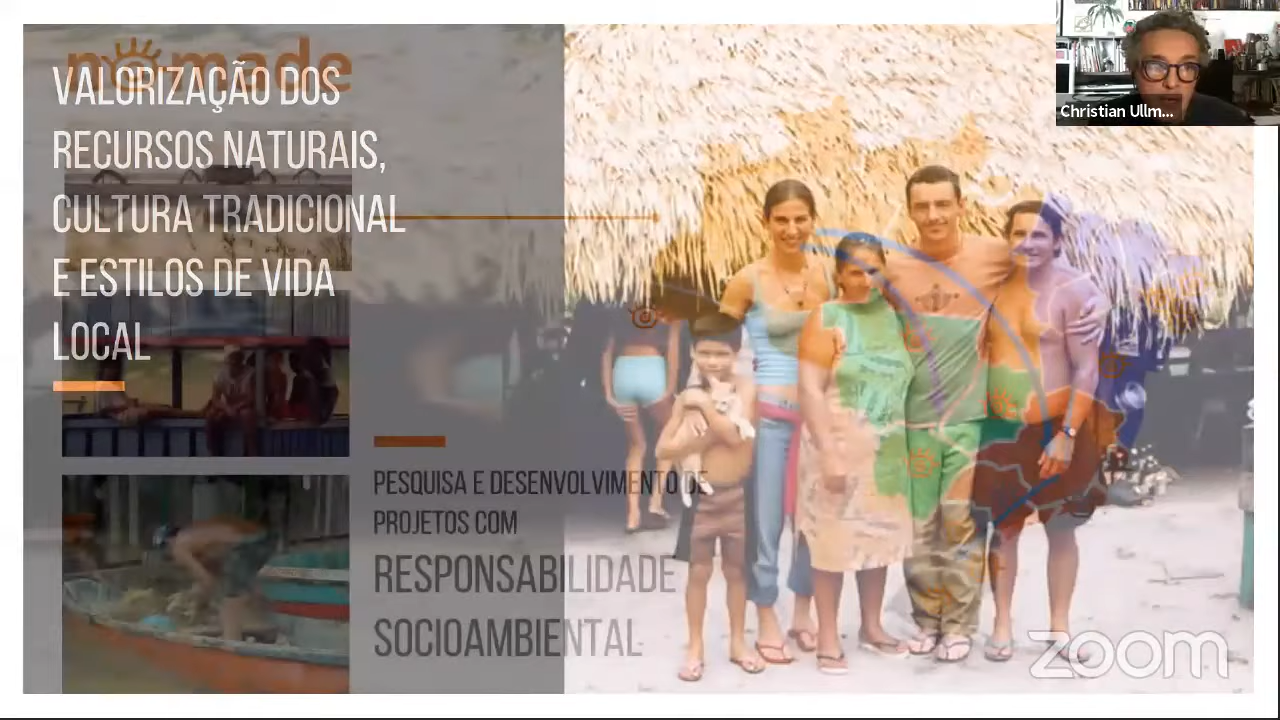 nomade
VALORIZAÇÃO DOS
RECURSOS NATURAIS,
CULTURA TRADICIONAL
E ESTILOS DE VIDA
LOCAL
PESQUISA E DESENVOLVIMENTO DE
PROJETOS COM
RESPONSABILIDADE
SOCIOAMBIENTAL
Christian Ullm...
zoom